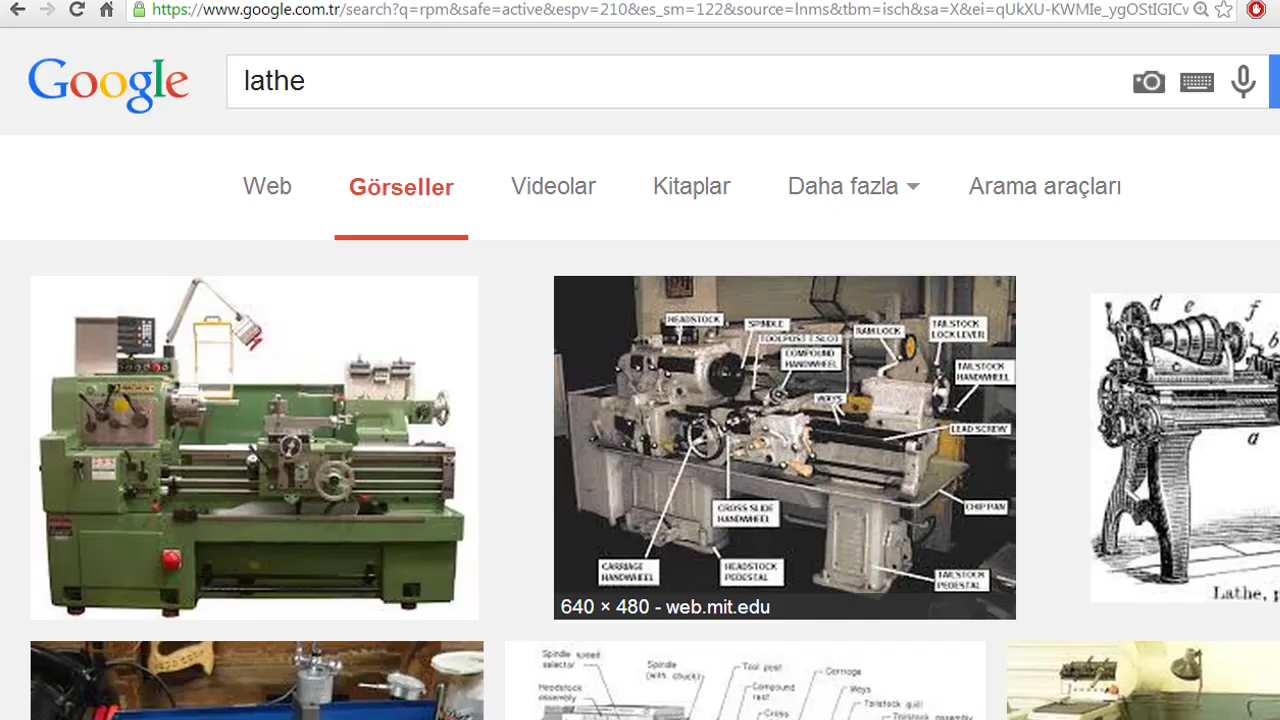 https://www.google.com.tr/search?q=rpm&safe=active&espv=210&es_sm=122&source=lnms&tbm=isch&sa=X&ei=qUkXU-KWMIe_ygOStIGICw
Google
lathe
Web
Görseller
Videolar
Kitaplar
Daha fazla
Arama araçları
HEADSTOCK
SPINDLE
TOOLPOST T SLOT
COMPOUND
HANDWHEEL
RAM LOCK
TAILSTOCK
LOCK LEVER
TAILSTOCK
HANDWHEEL
WAYS
LEAD SCREW
CROSS SLIDE
HANDWHEEL
CHIP PAN
CARRIAGE
HANDWHEEL
HEADSTOCK
PEDESTAL
TAILSTOCK
PEDESTAL
640 × 480 - web.mit.edu
d
e
f
b
a
Lathe,
Spindle speed
selector
Headstock
assembly
Spindle
(with chuck)
Tool post
Compound
rest
Cross
Carriage
Ways
Tailstock quill
Tailstock assembly